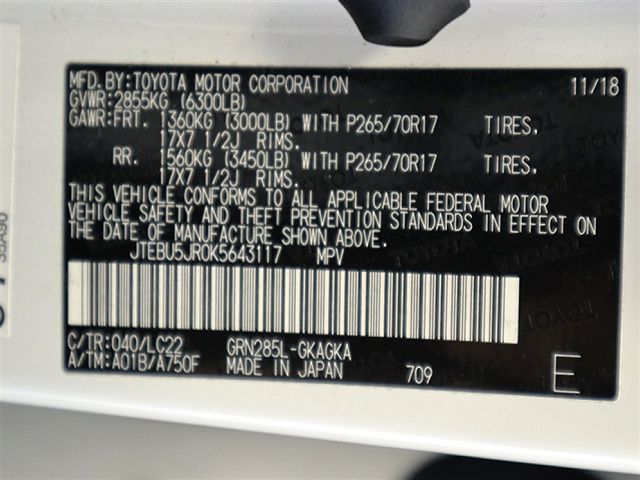 MFD. BY: TOYOTA MOTOR CORPORATION 11/18
GVWR: 2855KG (6300LB)
GAWR: FRT. 1360KG (3000LB) WITH P265/70R17 TIRES.
17X7 1/2J RIMS.
RR. 1560KG (3450LB) WITH P265/70R17 TIRES.
17X7 1/2J RIMS.
THIS VEHICLE CONFORMS TO ALL APPLICABLE FEDERAL MOTOR
VEHICLE SAFETY AND THEFT PREVENTION STANDARDS IN EFFECT ON
THE DATE OF MANUFACTURE SHOWN ABOVE.
JTEBU5JR0K5643117 MPV
C/TR: 040/LC22 GRN285L-GKAGKA
A/TM: A01B/A750F MADE IN JAPAN 709 E